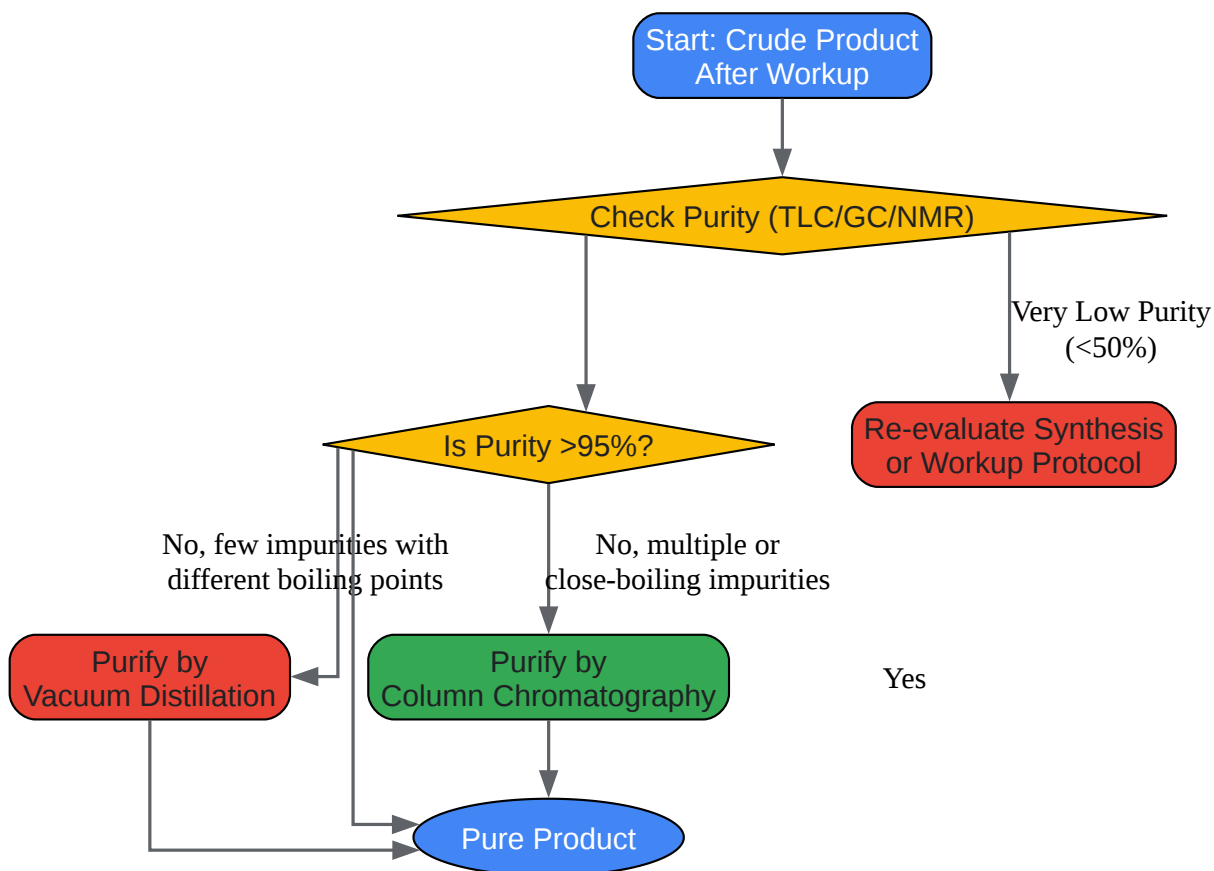 Start: Crude Product
After Workup
Check Purity (TLC/GC/NMR)
Very Low Purity
(<50%)
Re-evaluate Synthesis
or Workup Protocol
Is Purity >95%?
No, few impurities with
different boiling points
No, multiple or
close-boiling impurities
Purify by
Vacuum Distillation
Purify by
Column Chromatography
Yes
Pure Product